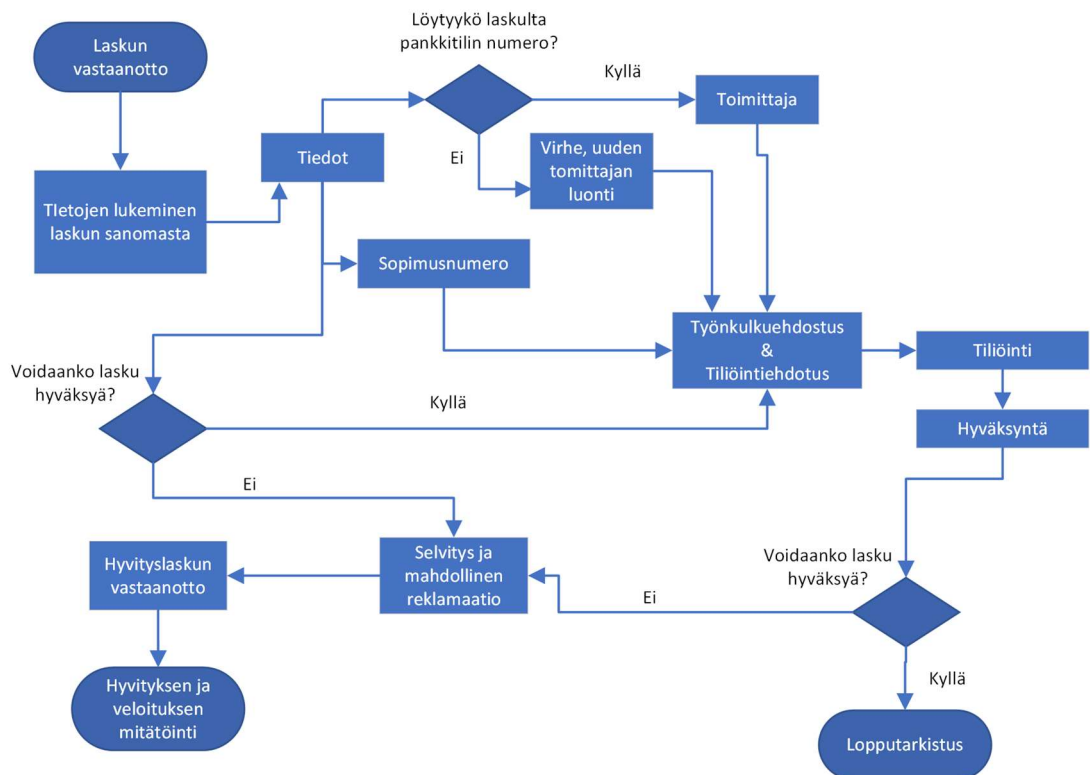 Laskun
vastaanotto
TIetojen lukeminen
laskun sanomasta
Tiedot
Löytyykö laskulta
pankkitilin numero?
Kyllä
Toimittaja
Ei
Virhe, uuden
tomittajan
luonti
Sopimusnumero
Työnkulkuehdostus
&
Tiliöintiehdotus
Tiliöinti
Hyväksyntä
Voidaanko lasku
hyväksyä?
Kyllä
Ei
Selvitys ja
mahdollinen
reklamaatio
Hyvityslaskun
vastaanotto
Hyvityksen ja
veloituksen
mitätöinti
Voidaanko lasku
hyväksyä?
Ei
Kyllä
Lopputarkistus